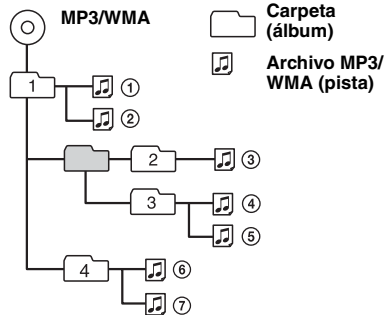 MP3/WMA
Carpeta
(álbum)
Archivo MP3/
WMA (pista)
1
①
②
2
③
3
④
⑤
4
⑥
⑦